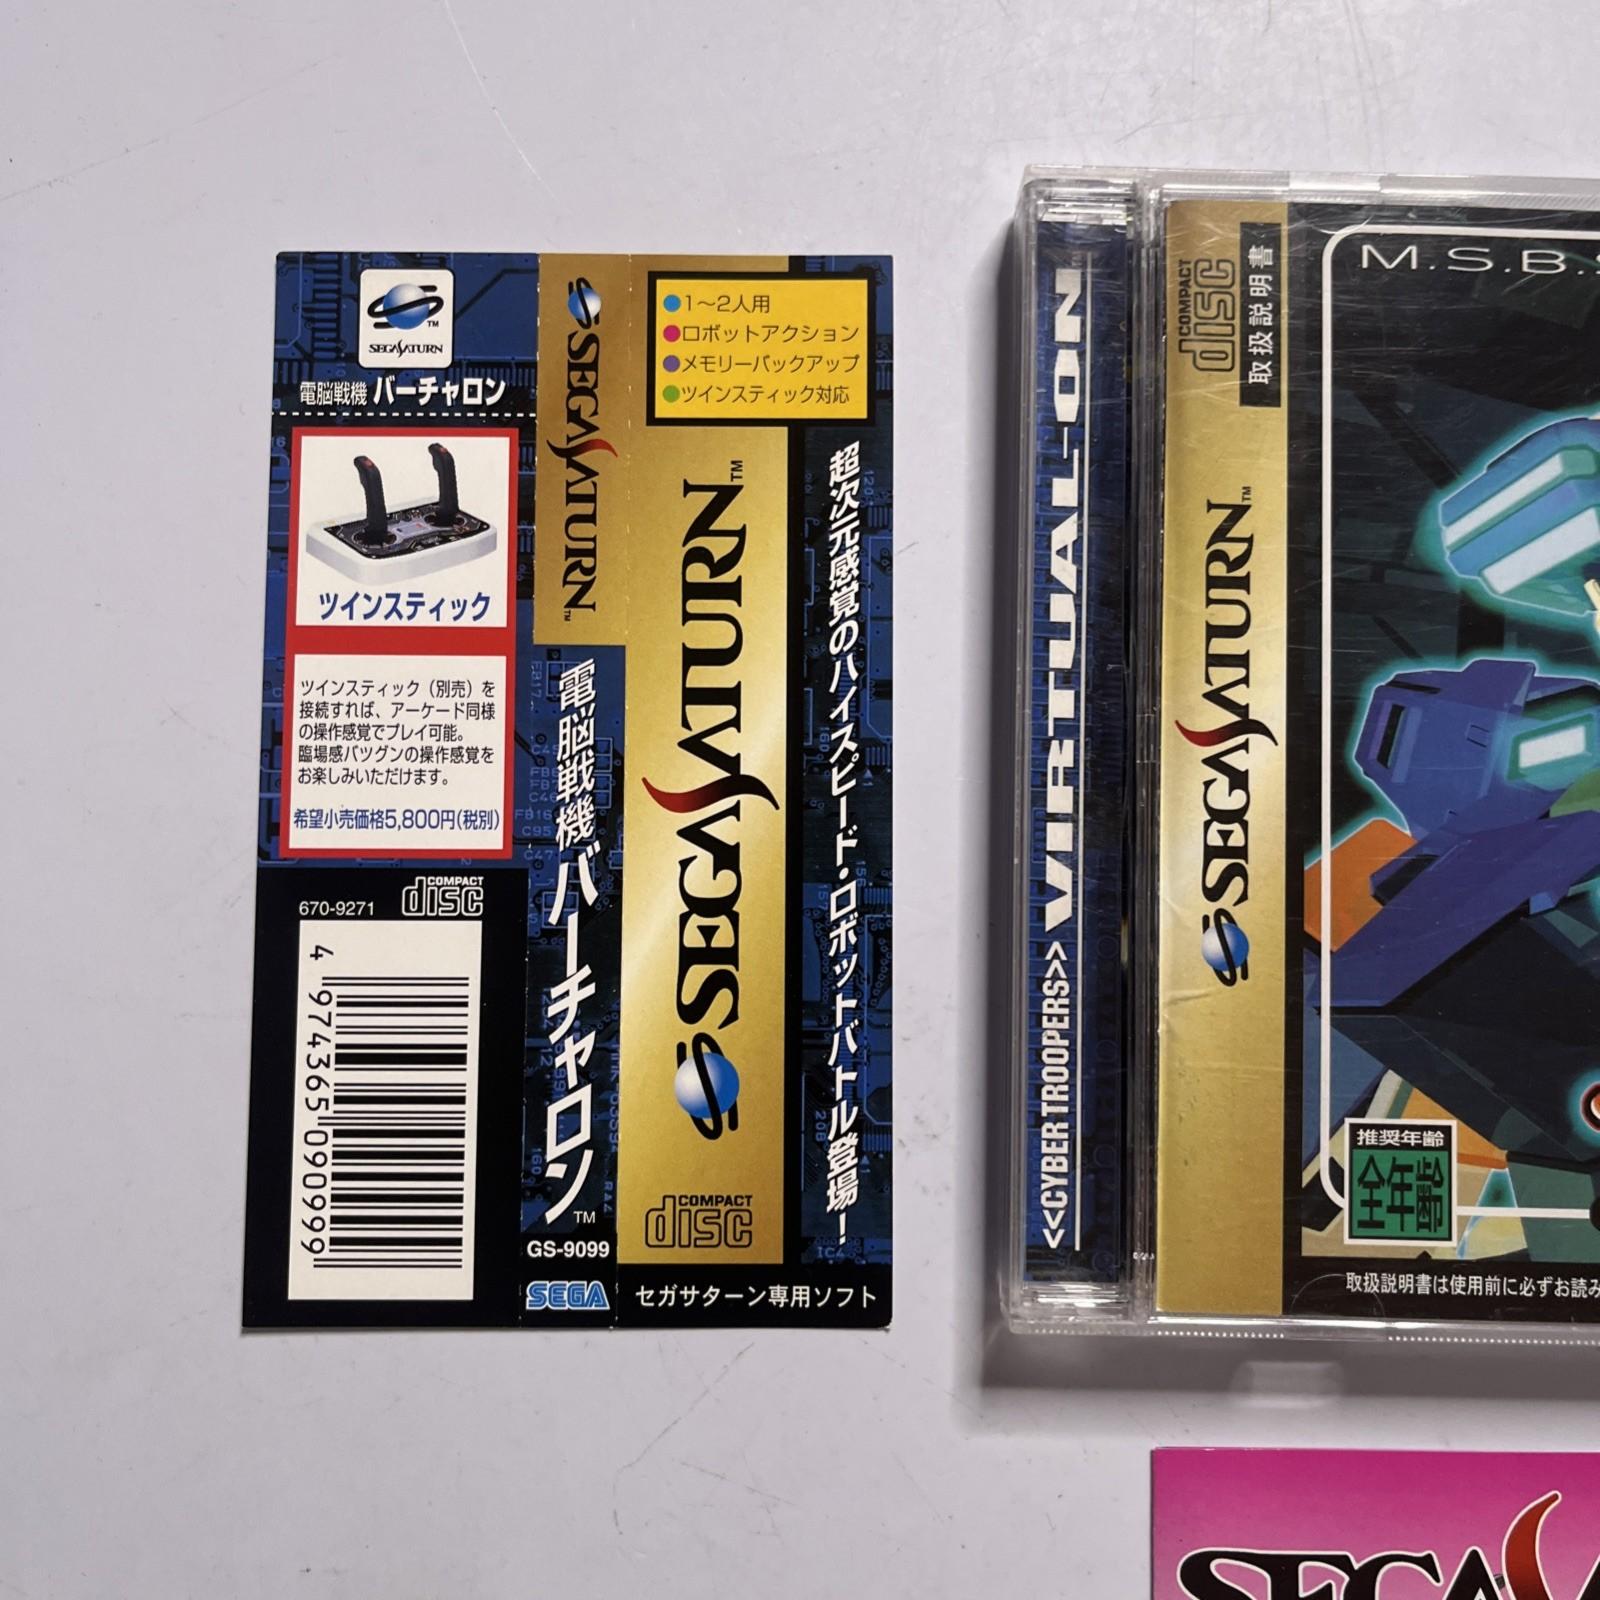 TM
SEGASATURN
電脳戦機 バーチャロン
ツインスティック
ツインスティック（別売）を
接続すれば、アーケード同様
の操作感覚でプレイ可能。
臨場感バツグンの操作感覚を
お楽しみいただけます。
希望小売価格5,800円(税別)
670-9271
COMPACT
disc
4 974365 090999
SEGASATURN TM
電脳戦機バーチャロン TM
GS-9099
SEGA
●1〜2人用
●ロボットアクション
●メモリーバックアップ
●ツインスティック対応
SEGASATURN TM
COMPACT
disc
超次元感覚のハイスピード・ロボットバトル登場！
セガサターン専用ソフト
<<CYBER TROOPERS>> VIRTUAL-ON
COMPACT
disc
取扱説明書
SEGASATURN TM
M.S.B.S
推奨年齢
全年齢
取扱説明書は使用前に必ずお読み
SEGASA